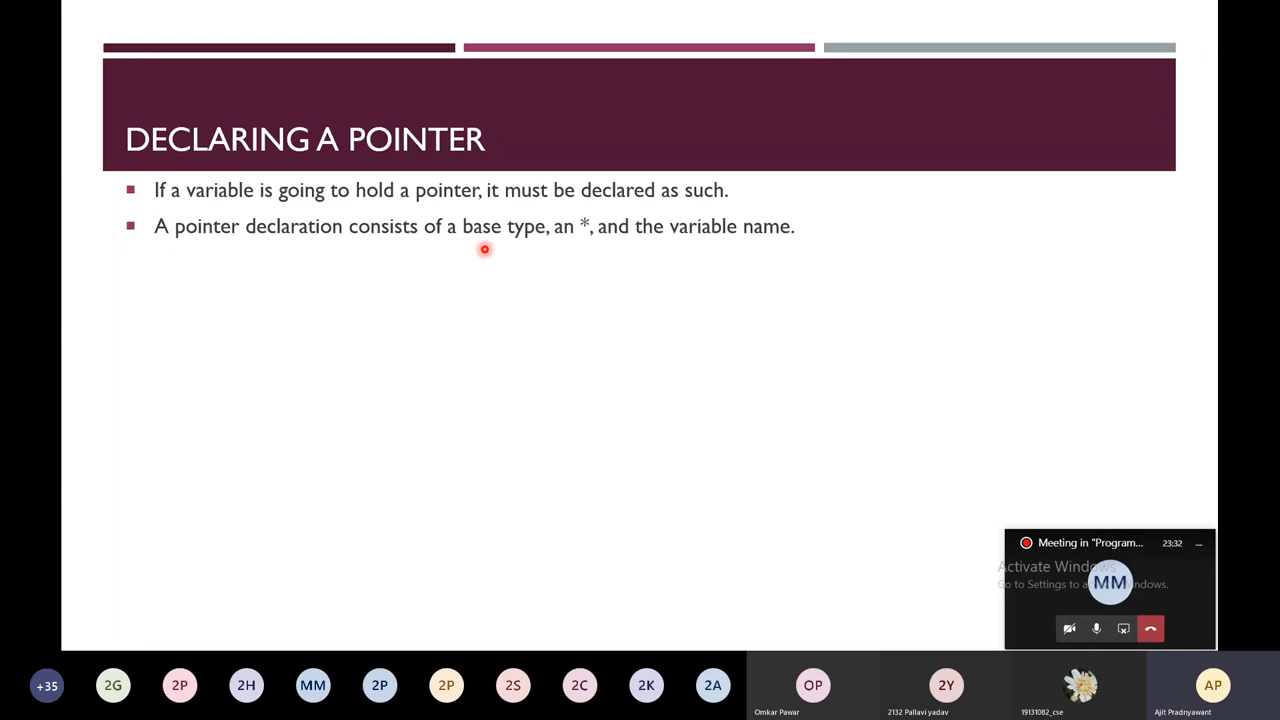 DECLARING A POINTER
If a variable is going to hold a pointer, it must be declared as such.
A pointer declaration consists of a base type, an *, and the variable name.
Meeting in "Program... 23:32
Activate Windows
Go to Settings to a ndows.
MM
+35 2G 2P 2H MM 2P 2P 2S 2C 2K 2A OP 2Y AP
Omkar Pawar 2132 Pallavi yadav 19131082_cse Ajit Pradnyawant